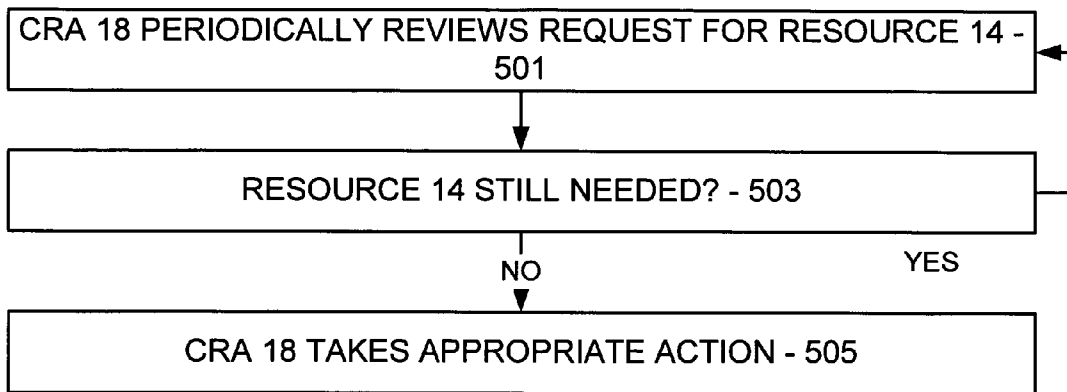 CRA 18 PERIODICALLY REVIEWS REQUEST FOR RESOURCE 14 -
501
RESOURCE 14 STILL NEEDED? - 503
NO
YES
CRA 18 TAKES APPROPRIATE ACTION - 505